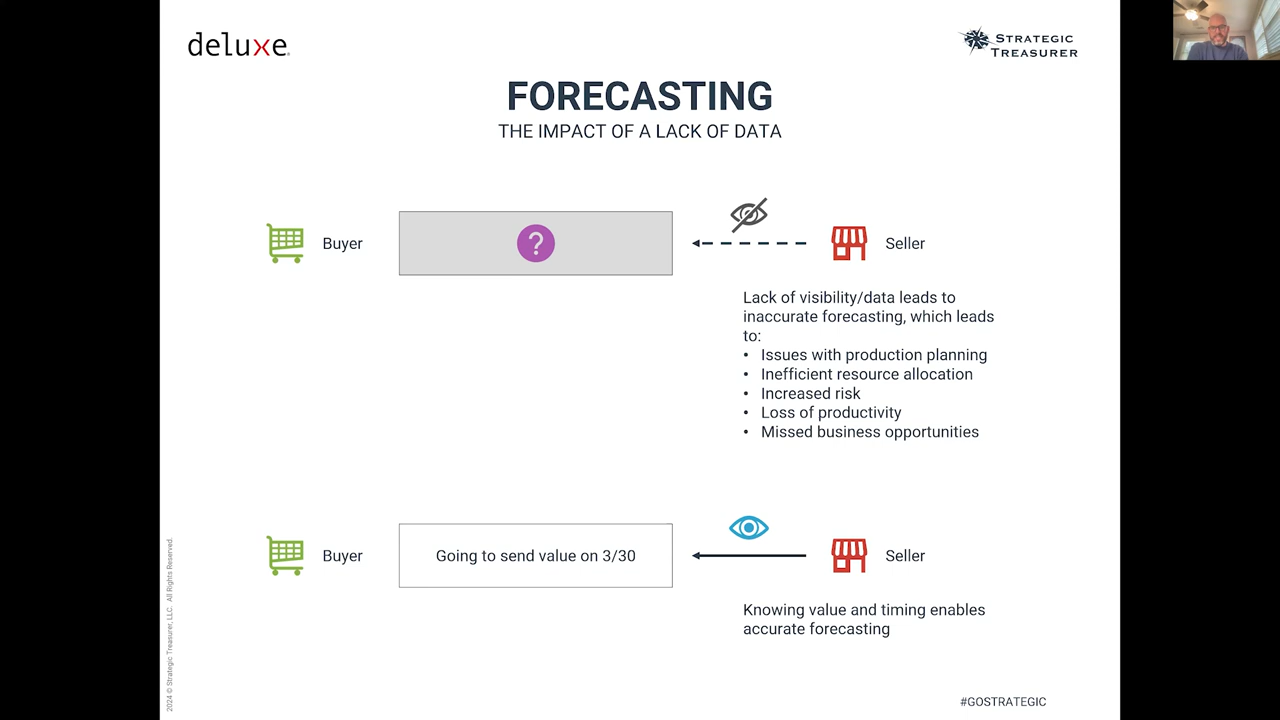 deluxe.
STRATEGIC
TREASURER
FORECASTING
THE IMPACT OF A LACK OF DATA
Buyer
?
Seller
Lack of visibility/data leads to
inaccurate forecasting, which leads
to:
• Issues with production planning
• Inefficient resource allocation
• Increased risk
• Loss of productivity
• Missed business opportunities
Buyer
Going to send value on 3/30
Seller
Knowing value and timing enables
accurate forecasting
2024 © Strategic Treasurer, LLC. All Rights Reserved.
#GOSTRATEGIC